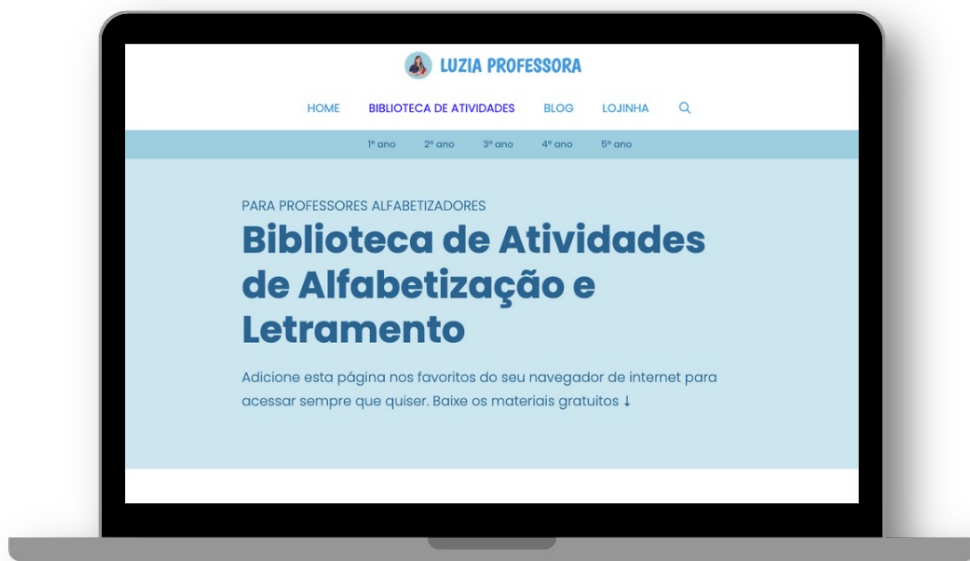 LUZIA PROFESSORA
HOME BIBLIOTECA DE ATIVIDADES BLOG LOJINHA
1º ano 2º ano 3º ano 4º ano 5º ano
PARA PROFESSORES ALFABETIZADORES
Biblioteca de Atividades
de Alfabetização e
Letramento
Adicione esta página nos favoritos do seu navegador de internet para
acessar sempre que quiser. Baixe os materiais gratuitos ↓